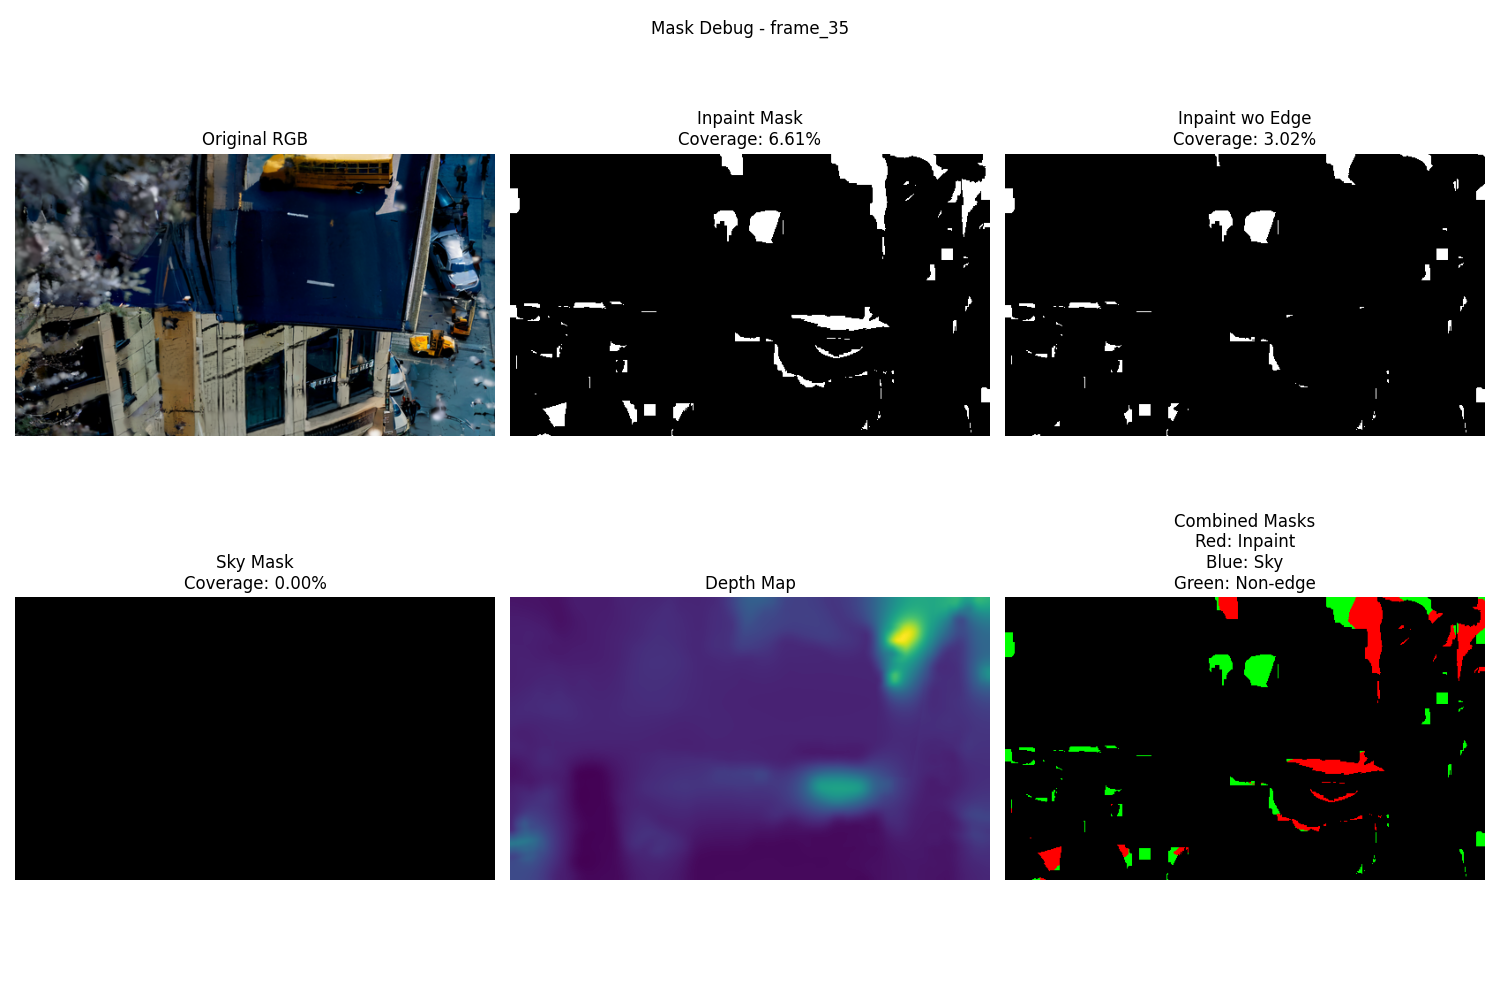 Mask Debug - frame_35
Original RGB
Inpaint Mask
Coverage: 6.61%
Inpaint wo Edge
Coverage: 3.02%
Sky Mask
Coverage: 0.00%
Depth Map
Combined Masks
Red: Inpaint
Blue: Sky
Green: Non-edge